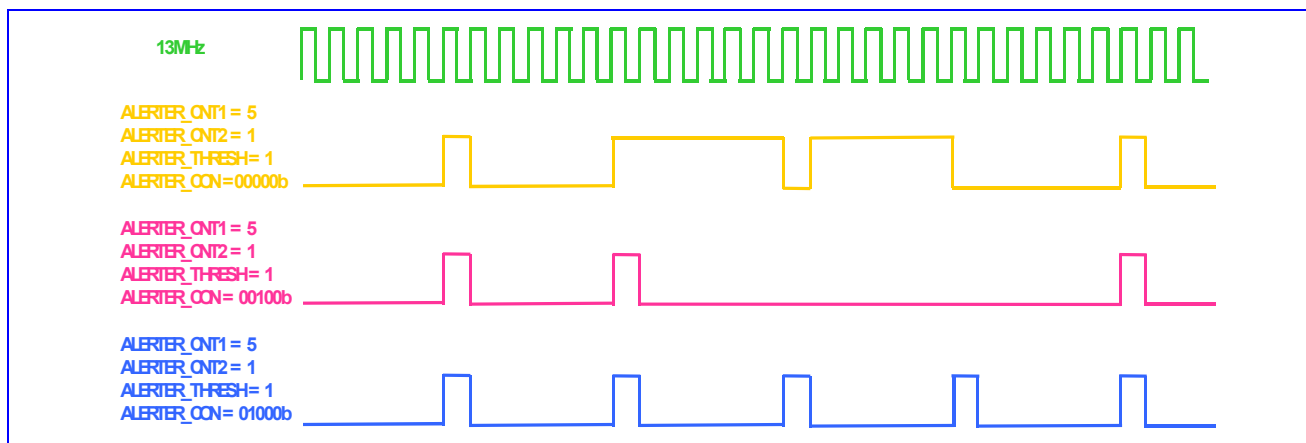 13MHz
ALERTER_CNT1 = 5
ALERTER_CNT2 = 1
ALERTER_THRESH = 1
ALERTER_CON = 00000b
ALERTER_CNT1 = 5
ALERTER_CNT2 = 1
ALERTER_THRESH = 1
ALERTER_CON = 00100b
ALERTER_CNT1 = 5
ALERTER_CNT2 = 1
ALERTER_THRESH = 1
ALERTER_CON = 01000b